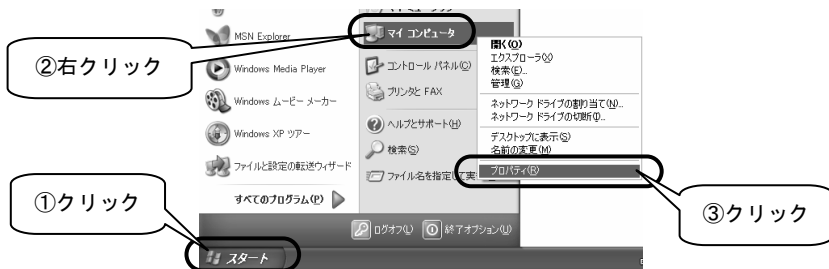 MSN Explorer
Windows Media Player
Windows ムービー メーカー
Windows XP ツアー
ファイルと設定の転送ウィザード
すべてのプログラム(P)
マイ コンピュータ
コントロール パネル(C)
プリンタと FAX
ヘルプとサポート(H)
検索(S)
ファイル名を指定して実
ログオフ(L)
終了オプション(U)
スタート
開く(O)
エクスプローラ(X)
検索(E)...
管理(G)
ネットワーク ドライブの割り当て(N)...
ネットワーク ドライブの切断(I)...
デスクトップに表示(S)
名前の変更(M)
プロパティ(R)
②右クリック
①クリック
③クリック